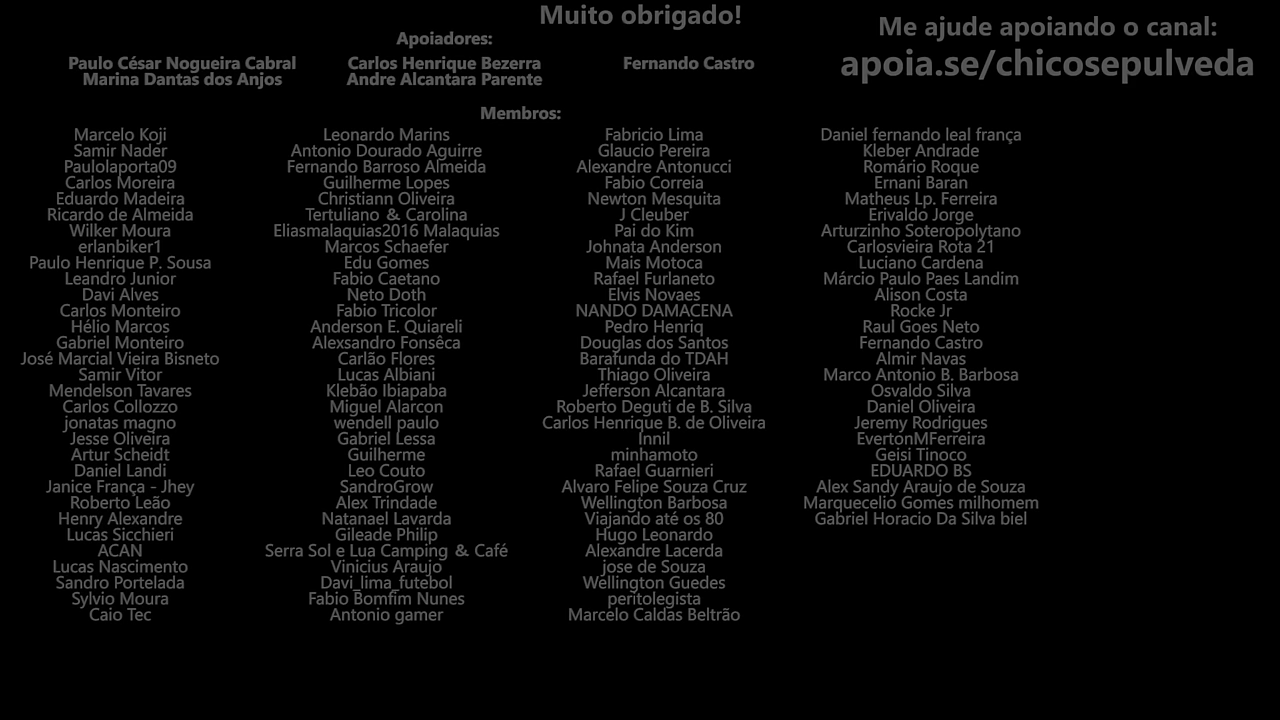 Muito obrigado!
Me ajude apoiando o canal:
apoia.se/chicosepulveda
Apoiadores:
Paulo César Nogueira Cabral
Marina Dantas dos Anjos
Carlos Henrique Bezerra
Andre Alcantara Parente
Fernando Castro
Membros:
Marcelo Koji
Samir Nader
Paulolaporta09
Carlos Moreira
Eduardo Madeira
Ricardo de Almeida
Wilker Moura
erlanbiker1
Paulo Henrique P. Sousa
Leandro Junior
Davi Alves
Carlos Monteiro
Hélio Marcos
Gabriel Monteiro
José Marcial Vieira Bisneto
Samir Vitor
Mendelson Tavares
Carlos Collozzo
jonatas magno
Jesse Oliveira
Artur Scheidt
Daniel Landi
Janice França - Jhey
Roberto Leão
Henry Alexandre
Lucas Sicchieri
ACAN
Lucas Nascimento
Sandro Portelada
Sylvio Moura
Caio Tec
Leonardo Marins
Antonio Dourado Aguirre
Fernando Barroso Almeida
Guilherme Lopes
Christiann Oliveira
Tertuliano & Carolina
Eliasmalaquias2016 Malaquias
Marcos Schaefer
Edu Gomes
Fabio Caetano
Neto Doth
Fabio Tricolor
Anderson E. Quiareli
Alexsandro Fonsêca
Carlão Flores
Lucas Albiani
Klebão Ibiapaba
Miguel Alarcon
wendell paulo
Gabriel Lessa
Guilherme
Leo Couto
SandroGrow
Alex Trindade
Natanael Lavarda
Gileade Philip
Serra Sol e Lua Camping & Café
Vinicius Araujo
Davi_lima_futebol
Fabio Bomfim Nunes
Antonio gamer
Fabricio Lima
Glaucio Pereira
Alexandre Antonucci
Fabio Correia
Newton Mesquita
J Cleuber
Pai do Kim
Johnata Anderson
Mais Motoca
Rafael Furlaneto
Elvis Novaes
NANDO DAMACENA
Pedro Henriq
Douglas dos Santos
Barafunda do TDAH
Thiago Oliveira
Jefferson Alcantara
Roberto Deguti de B. Silva
Carlos Henrique B. de Oliveira
Innil
minhamoto
Rafael Guarnieri
Alvaro Felipe Souza Cruz
Wellington Barbosa
Viajando até os 80
Hugo Leonardo
Alexandre Lacerda
jose de Souza
Wellington Guedes
peritolegista
Marcelo Caldas Beltrão
Daniel fernando leal frança
Kleber Andrade
Romário Roque
Ernani Baran
Matheus Lp. Ferreira
Erivaldo Jorge
Arturzinho Soteropolytano
Carlosvieira Rota 21
Luciano Cardena
Márcio Paulo Paes Landim
Alison Costa
Rocke Jr
Raul Goes Neto
Fernando Castro
Almir Navas
Marco Antonio B. Barbosa
Osvaldo Silva
Daniel Oliveira
Jeremy Rodrigues
EvertonMFerreira
Geisi Tinoco
EDUARDO BS
Alex Sandy Araujo de Souza
Marquecelio Gomes milhomem
Gabriel Horacio Da Silva biel